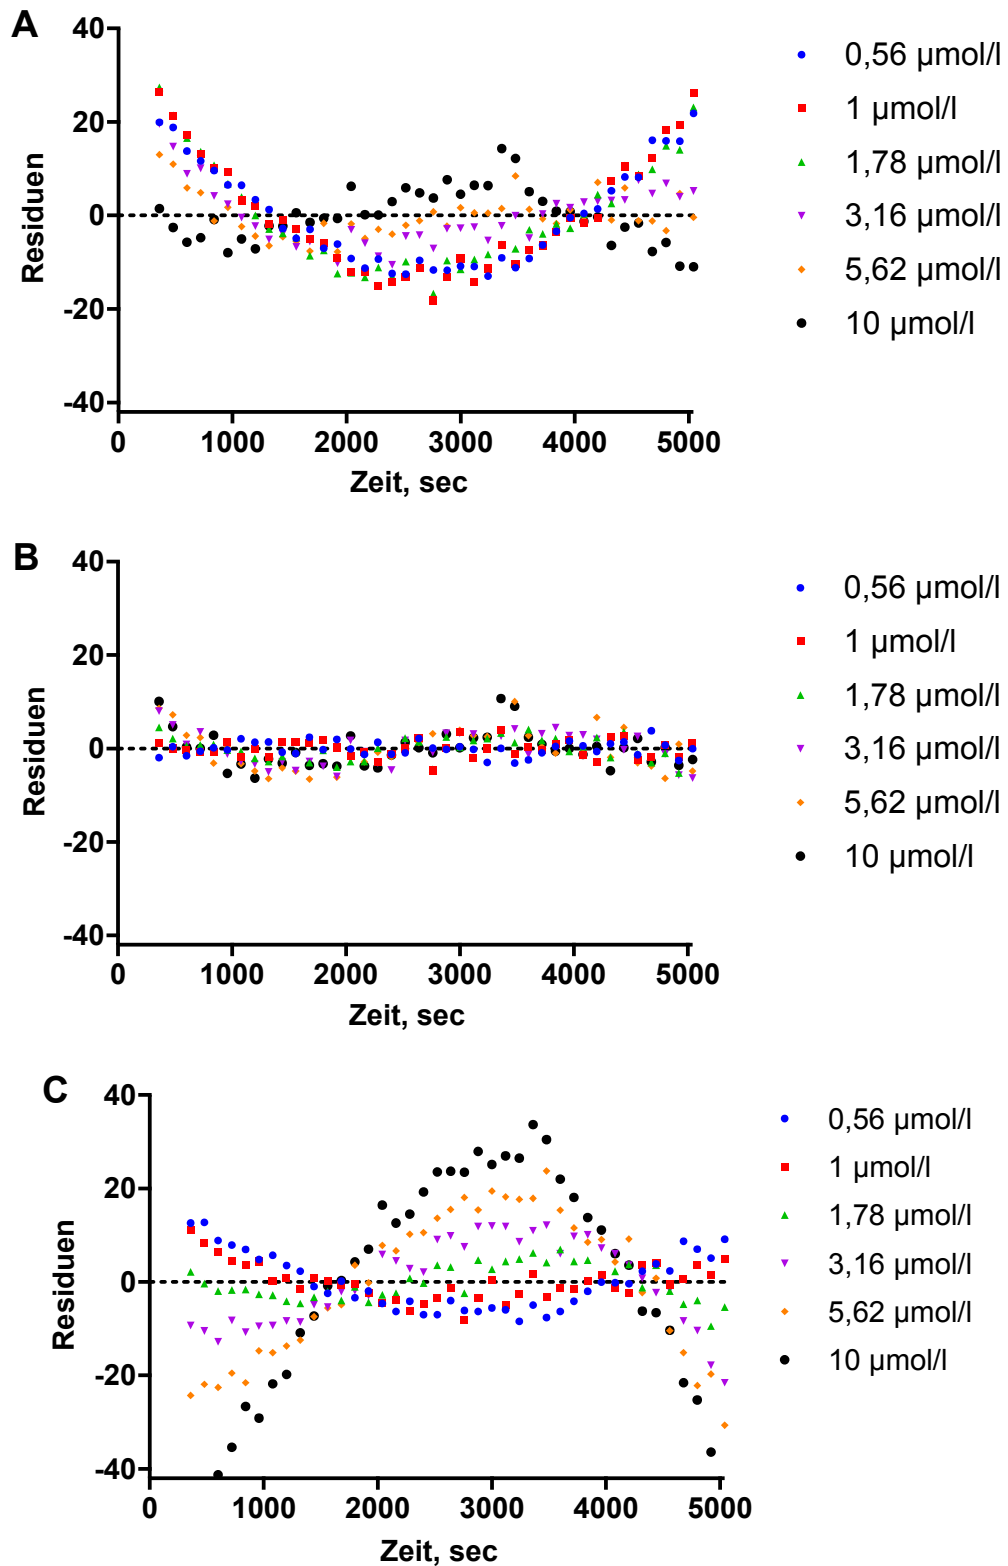 A
40
20
0
-20
-40
Residuen
0 1000 2000 3000 4000 5000
Zeit, sec
0,56 µmol/l
1 µmol/l
1,78 µmol/l
3,16 µmol/l
5,62 µmol/l
10 µmol/l
B
40
20
0
-20
-40
Residuen
0 1000 2000 3000 4000 5000
Zeit, sec
0,56 µmol/l
1 µmol/l
1,78 µmol/l
3,16 µmol/l
5,62 µmol/l
10 µmol/l
C
40
20
0
-20
-40
Residuen
0 1000 2000 3000 4000 5000
Zeit, sec
0,56 µmol/l
1 µmol/l
1,78 µmol/l
3,16 µmol/l
5,62 µmol/l
10 µmol/l